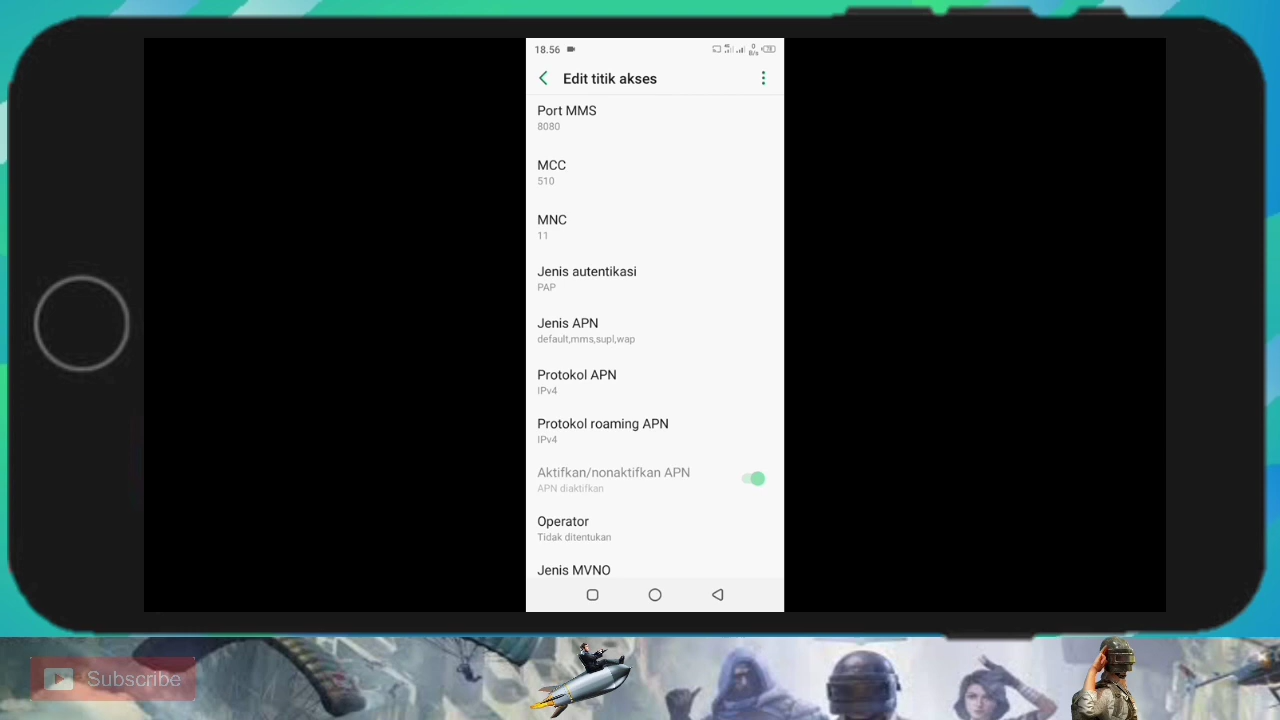 18.56
Edit titik akses
Port MMS
8080
MCC
510
MNC
11
Jenis autentikasi
PAP
Jenis APN
default,mms,supl,wap
Protokol APN
IPv4
Protokol roaming APN
IPv4
Aktifkan/nonaktifkan APN
APN diaktifkan
Operator
Tidak ditentukan
Jenis MVNO
Subscribe